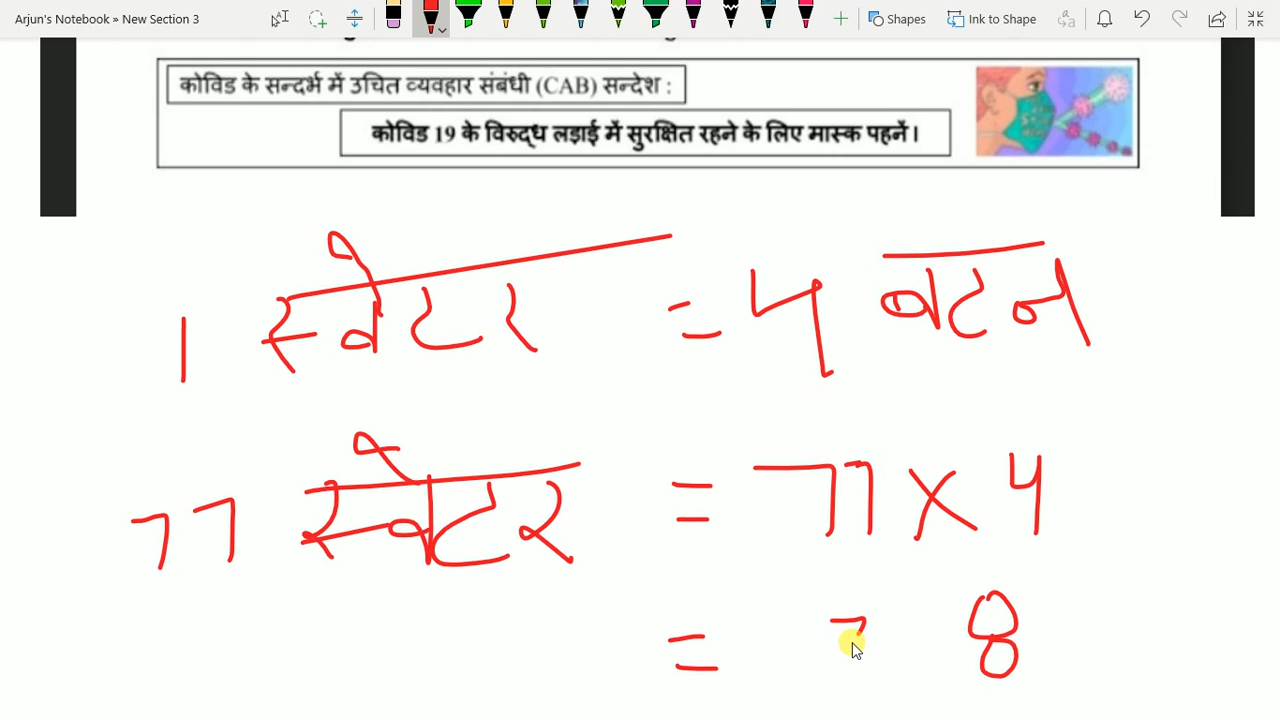 Arjun's Notebook » New Section 3
Shapes
Ink to Shape
कोविड के सन्दर्भ में उचित व्यवहार संबंधी (CAB) सन्देश :
कोविड 19 के विरुद्ध लड़ाई में सुरक्षित रहने के लिए मास्क पहनें।
1 स्वेटर = 4 बटन
77 स्वेटर = 77 x 4
= 8